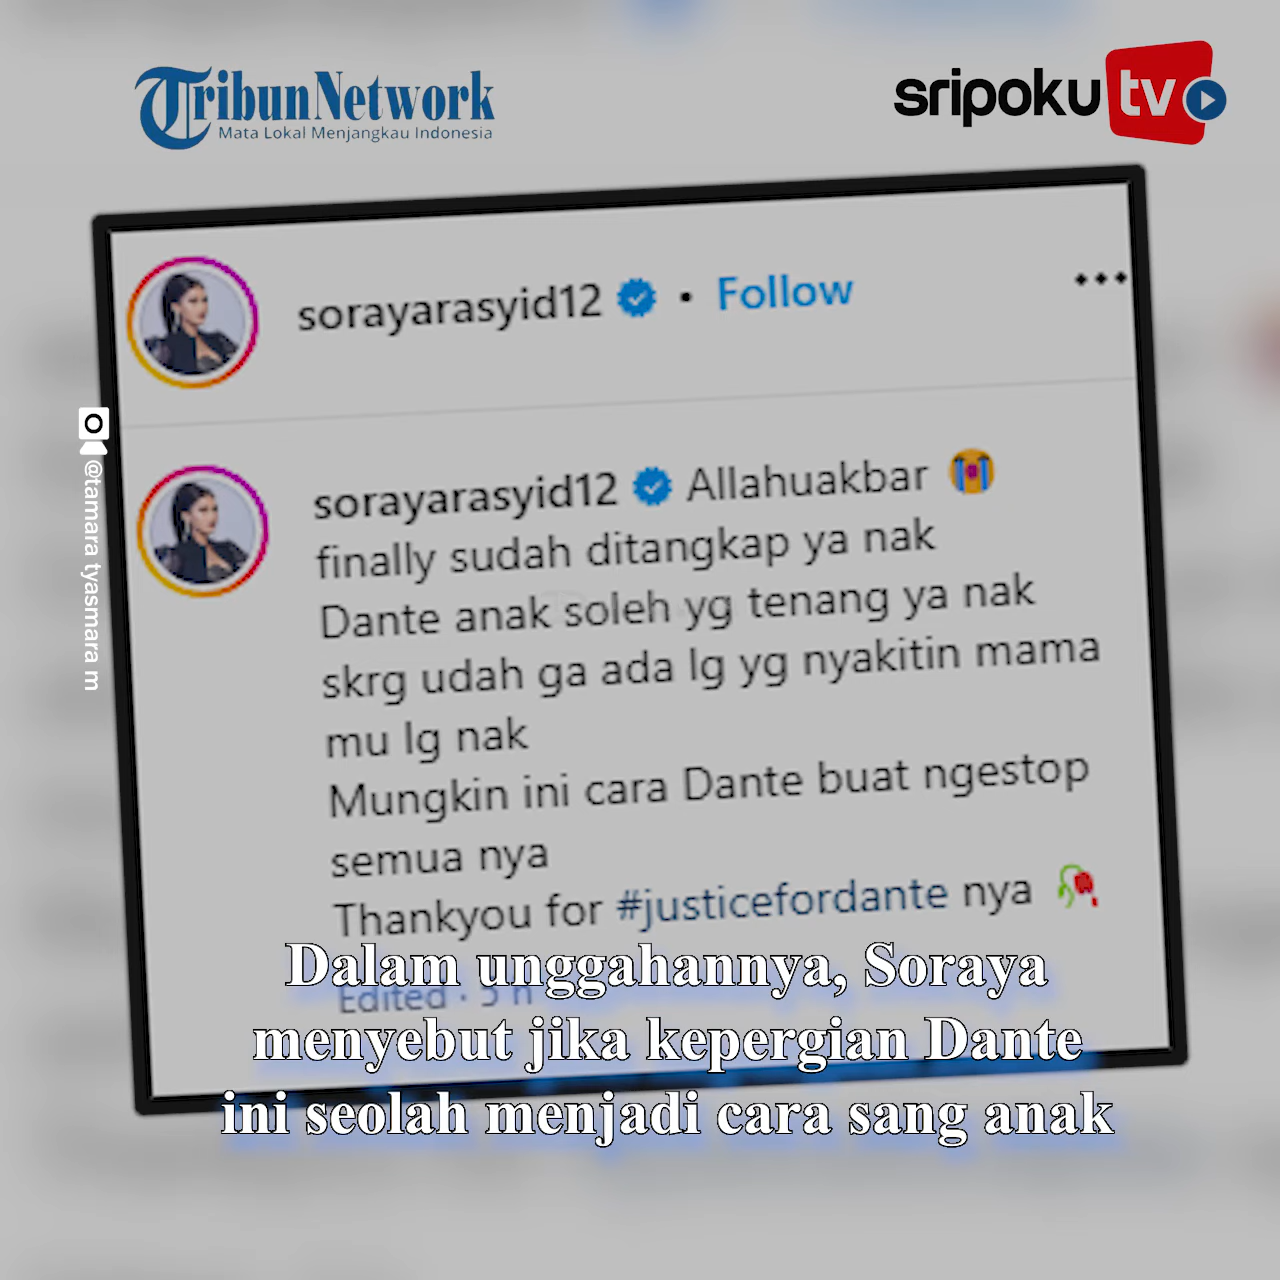 TribunNetwork
Mata Lokal Menjangkau Indonesia
sripoku tv
sorayarasyid12 • Follow •••
@tamara tyasmara m
sorayarasyid12 Allahuakbar 😭
finally sudah ditangkap ya nak
Dante anak soleh yg tenang ya nak
skrg udah ga ada lg yg nyakitin mama
mu lg nak
Mungkin ini cara Dante buat ngestop
semua nya
Thankyou for #justicefordante nya 🥀
Edited ·
Dalam unggahannya, Soraya
menyebut jika kepergian Dante
ini seolah menjadi cara sang anak